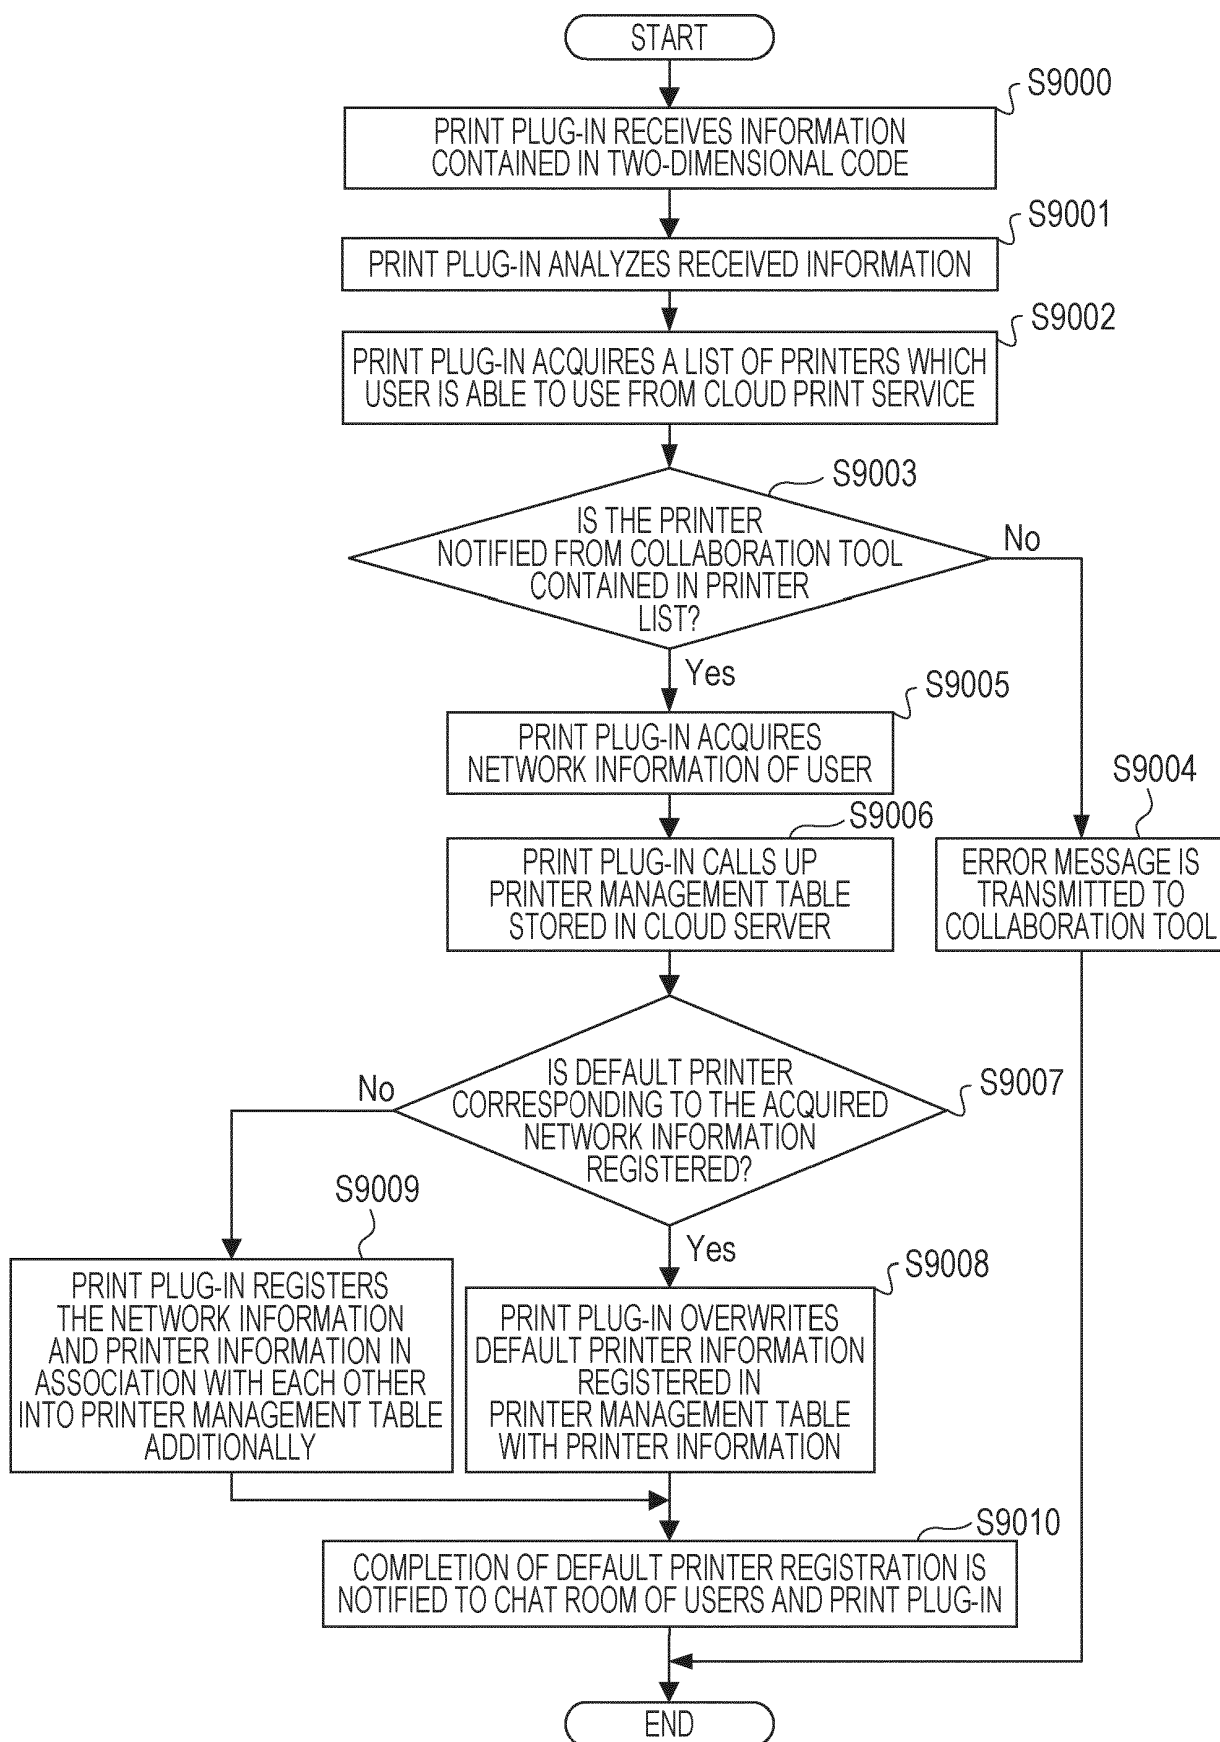 START
S9000
PRINT PLUG-IN RECEIVES INFORMATION
CONTAINED IN TWO-DIMENSIONAL CODE
S9001
PRINT PLUG-IN ANALYZES RECEIVED INFORMATION
S9002
PRINT PLUG-IN ACQUIRES A LIST OF PRINTERS WHICH
USER IS ABLE TO USE FROM CLOUD PRINT SERVICE
S9003
IS THE PRINTER
NOTIFIED FROM COLLABORATION TOOL
CONTAINED IN PRINTER
LIST?
No
Yes
S9005
PRINT PLUG-IN ACQUIRES
NETWORK INFORMATION OF USER
S9004
ERROR MESSAGE IS
TRANSMITTED TO
COLLABORATION TOOL
S9006
PRINT PLUG-IN CALLS UP
PRINTER MANAGEMENT TABLE
STORED IN CLOUD SERVER
S9007
IS DEFAULT PRINTER
CORRESPONDING TO THE ACQUIRED
NETWORK INFORMATION
REGISTERED?
No
Yes
S9009
PRINT PLUG-IN REGISTERS
THE NETWORK INFORMATION
AND PRINTER INFORMATION IN
ASSOCIATION WITH EACH OTHER
INTO PRINTER MANAGEMENT TABLE
ADDITIONALLY
S9008
PRINT PLUG-IN OVERWRITES
DEFAULT PRINTER INFORMATION
REGISTERED IN
PRINTER MANAGEMENT TABLE
WITH PRINTER INFORMATION
S9010
COMPLETION OF DEFAULT PRINTER REGISTRATION IS
NOTIFIED TO CHAT ROOM OF USERS AND PRINT PLUG-IN
END